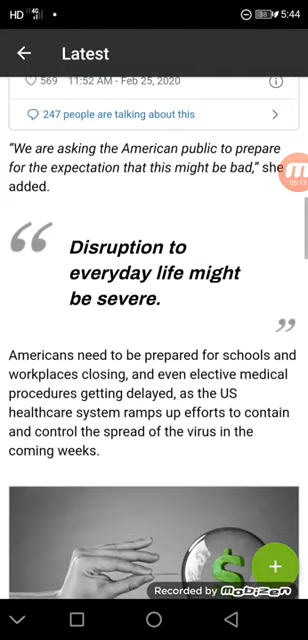 HD 4G 5:44
Latest
569 11:52 AM - Feb 25, 2020
247 people are talking about this
“We are asking the American public to prepare
for the expectation that this might be bad,” she
added.
05:13
“
Disruption to
everyday life might
be severe.
”
Americans need to be prepared for schools and
workplaces closing, and even elective medical
procedures getting delayed, as the US
healthcare system ramps up efforts to contain
and control the spread of the virus in the
coming weeks.
$
+
Recorded by mobizen